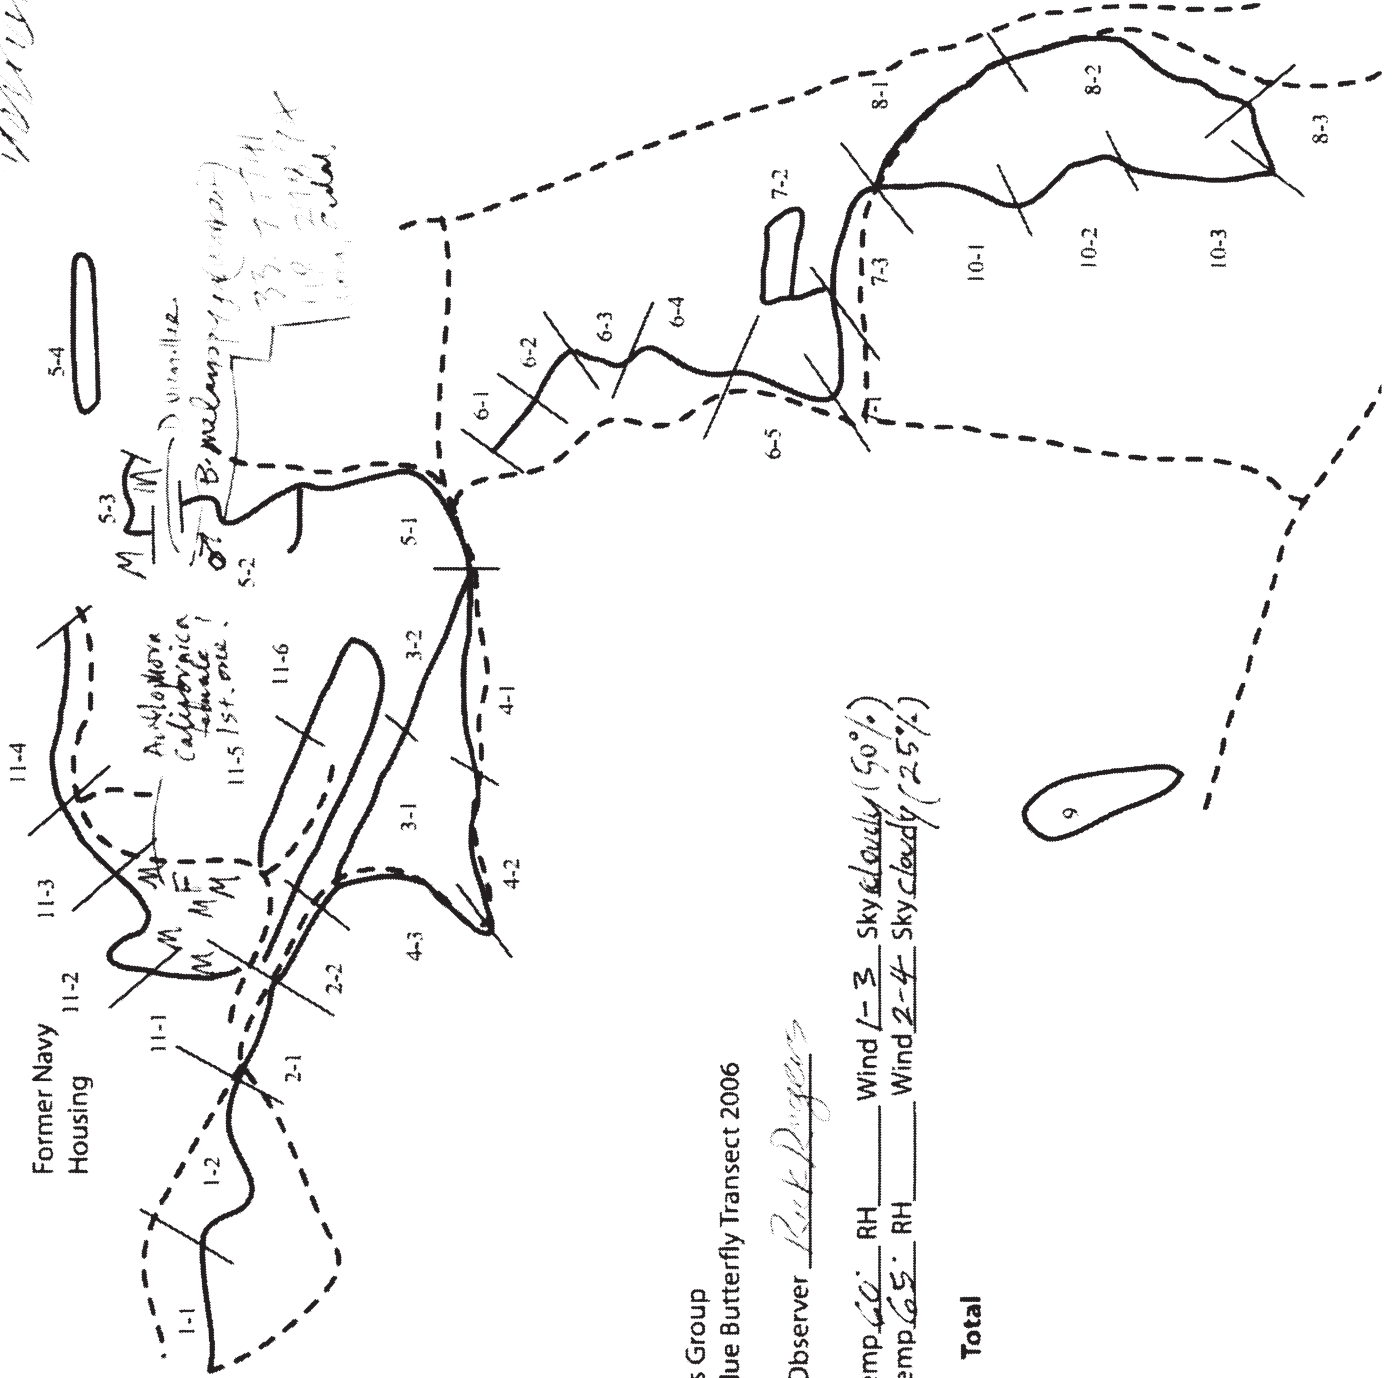 Former Navy
Housing
1-1
1-2
2-1
2-2
11-1
11-2
11-3
11-4
11-5
11-6
3-1
3-2
4-1
4-2
4-3
5-1
5-2
5-3
5-4
6-1
6-2
6-3
6-4
6-5
7-1
7-2
7-3
8-1
8-2
8-3
9
10-1
10-2
10-3
M
M
M
M
F
M
M
M
M
Californica
female!
1st. one!
♂ B. melanopygus
s Group
lue Butterfly Transect 2006
Observer
emp 60° RH Wind 1-3 Sky cloudy (50%)
emp 65° RH Wind 2-4 Sky cloudy (25%)
Total